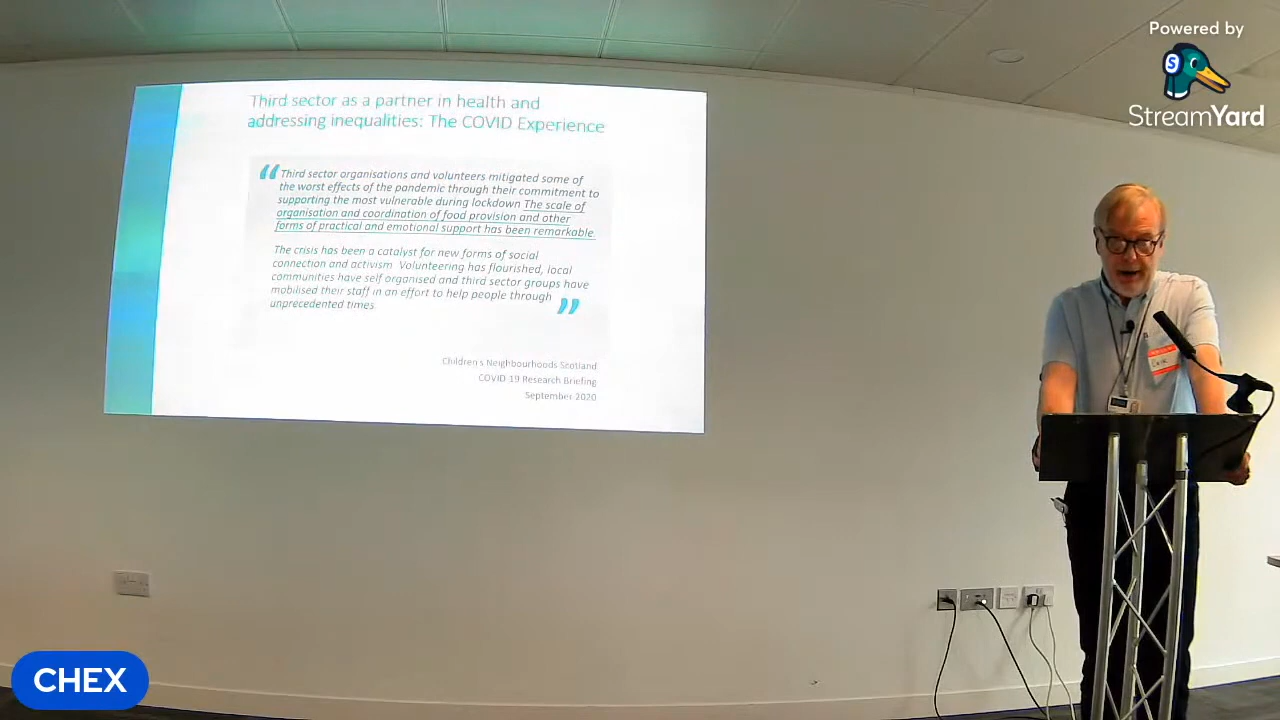 Powered by
StreamYard
Third sector as a partner in health and
addressing inequalities: The COVID Experience
“Third sector organisations and volunteers mitigated some of
the worst effects of the pandemic through their commitment to
supporting the most vulnerable during lockdown The scale of
organisation and coordination of food provision and other
forms of practical and emotional support has been remarkable.
The crisis has been a catalyst for new forms of social
connection and activism Volunteering has flourished, local
communities have self organised and third sector groups have
mobilised their staff in an effort to help people through
unprecedented times ”
Children's Neighbourhoods Scotland
COVID-19 Research Briefing
September 2020
CHEX